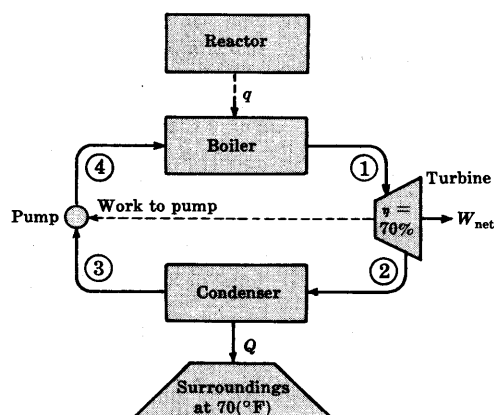 Reactor
q
Boiler
4
1
Turbine
Pump
Work to pump
η =
70%
W_net
3
2
Condenser
Q
Surroundings
at 70(°F)